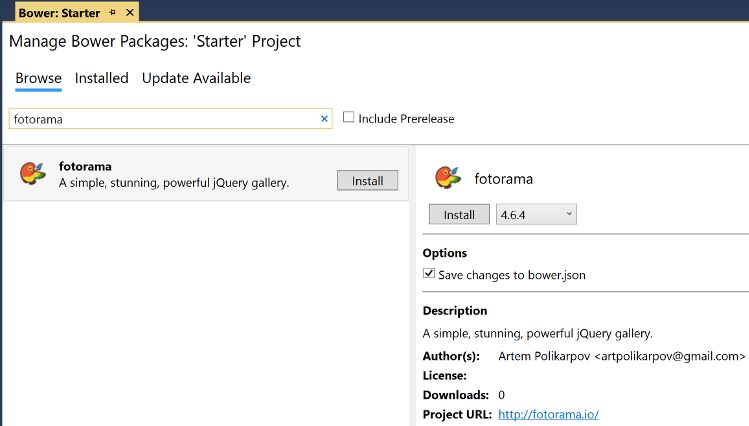 Bower: Starter
Manage Bower Packages: 'Starter' Project
Browse Installed Update Available
fotorama Include Prerelease
fotorama
A simple, stunning, powerful jQuery gallery.
Install
fotorama
Install 4.6.4
Options
Save changes to bower.json
Description
A simple, stunning, powerful jQuery gallery.
Author(s): Artem Polikarpov <artpolikarpov@gmail.com>
License:
Downloads: 0
Project URL: http://fotorama.io/